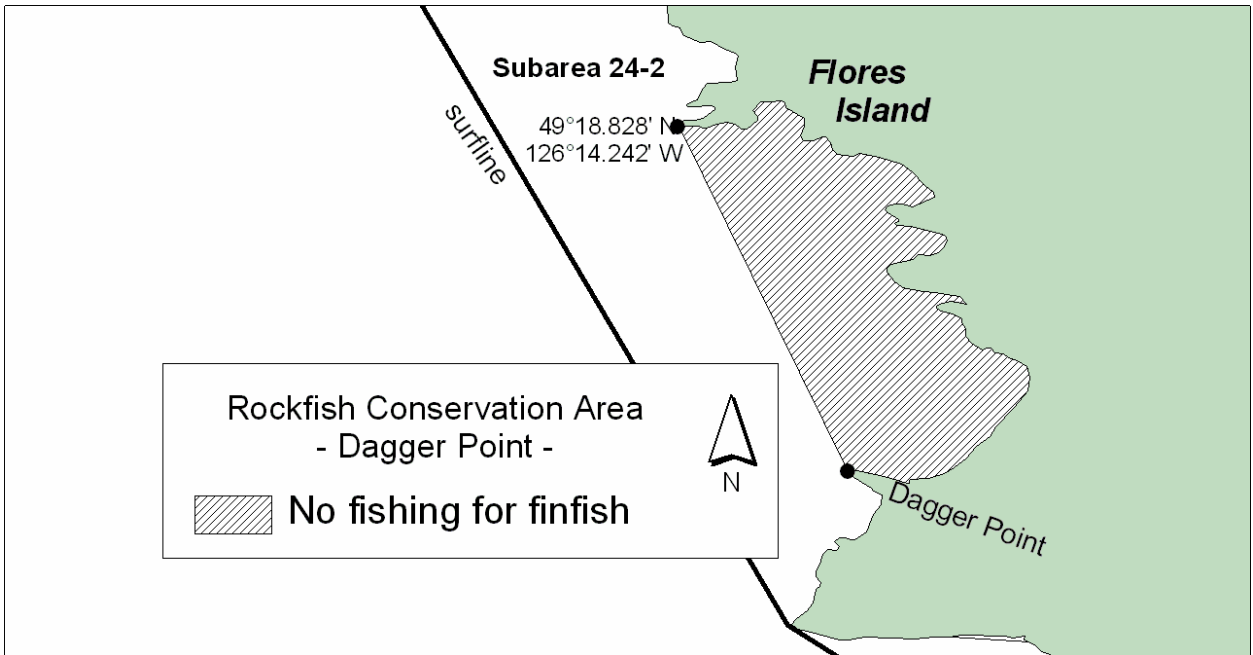 Subarea 24-2
Flores
Island
49°18.828' N
126°14.242' W
surfline
Rockfish Conservation Area
- Dagger Point -
N
No fishing for finfish
Dagger Point